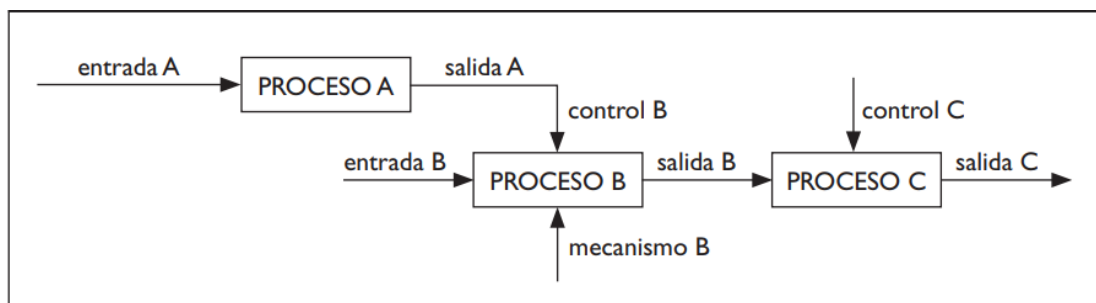 entrada A
PROCESO A
salida A
control B
control C
entrada B
PROCESO B
salida B
PROCESO C
salida C
mecanismo B